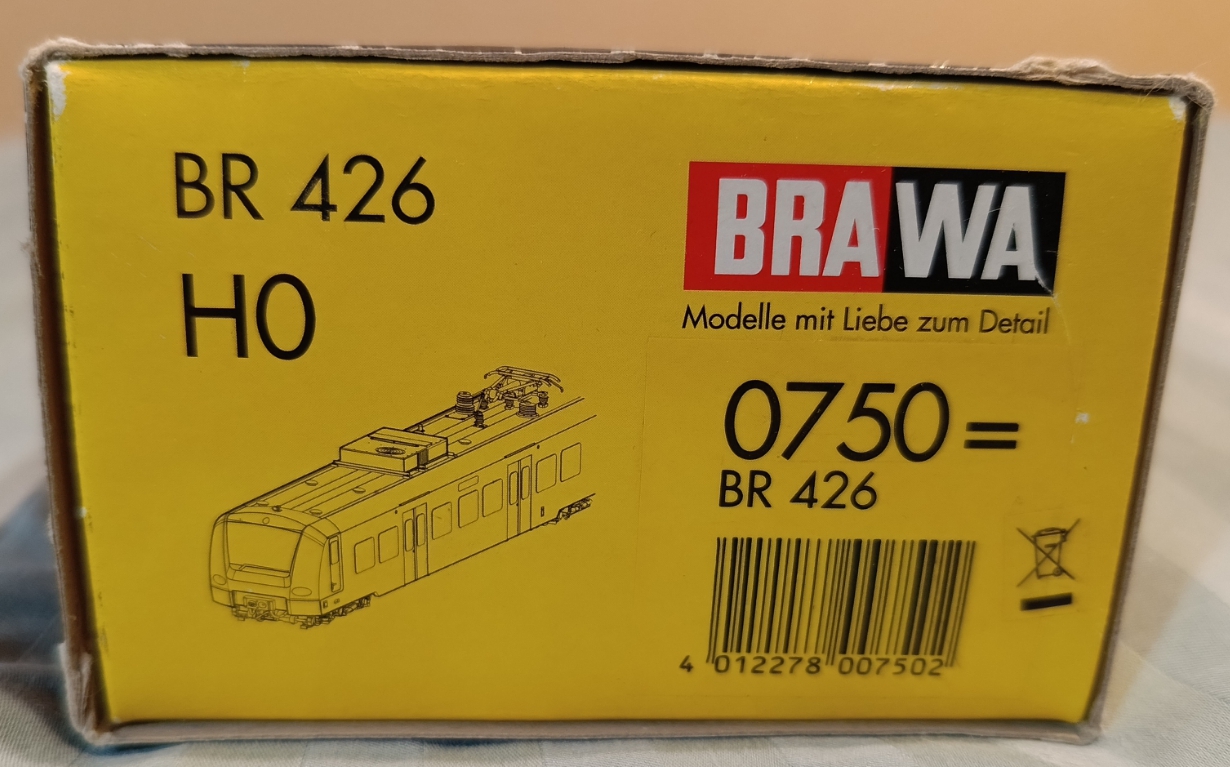 BR 426
H0
BRAWA
Modelle mit Liebe zum Detail
0750=
BR 426
4 012278 007502